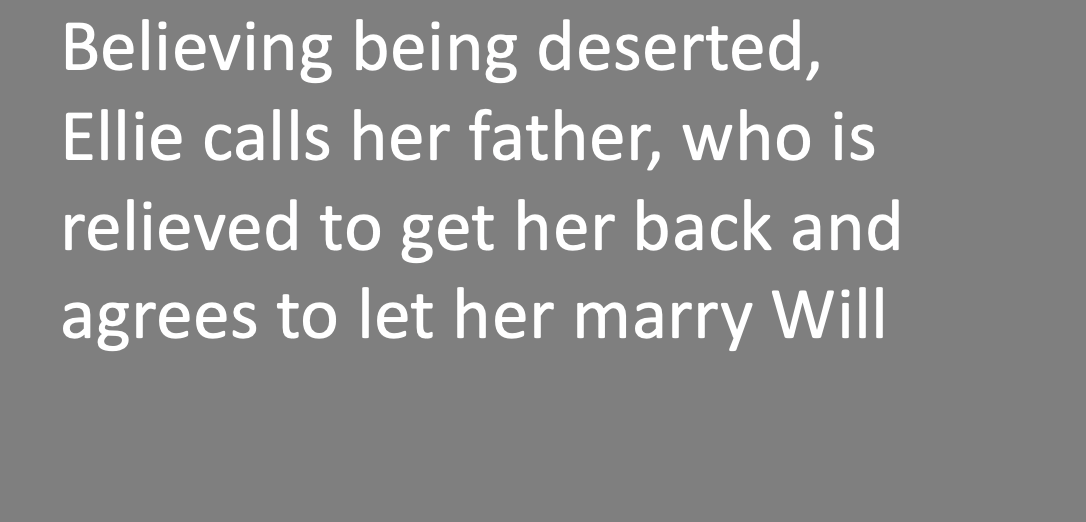 Believing being deserted,
Ellie calls her father, who is
relieved to get her back and
agrees to let her marry Will